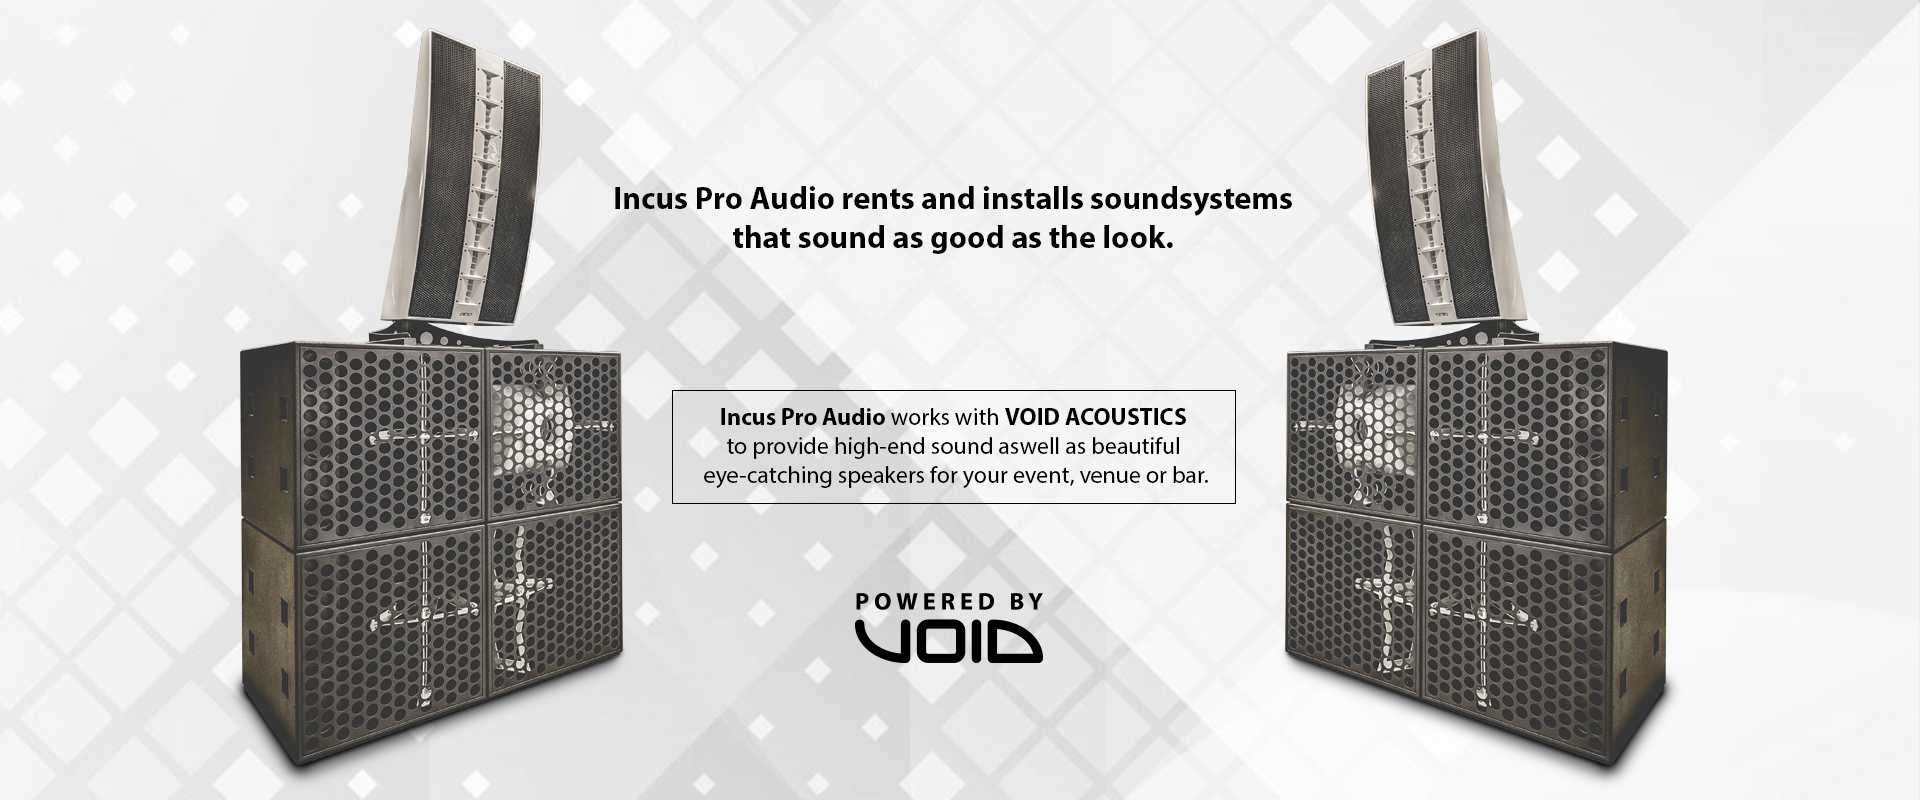 Incus Pro Audio rents and installs soundsystems
that sound as good as the look.
Incus Pro Audio works with VOID ACOUSTICS
to provide high-end sound aswell as beautiful
eye-catching speakers for your event, venue or bar.
POWERED BY
VOID